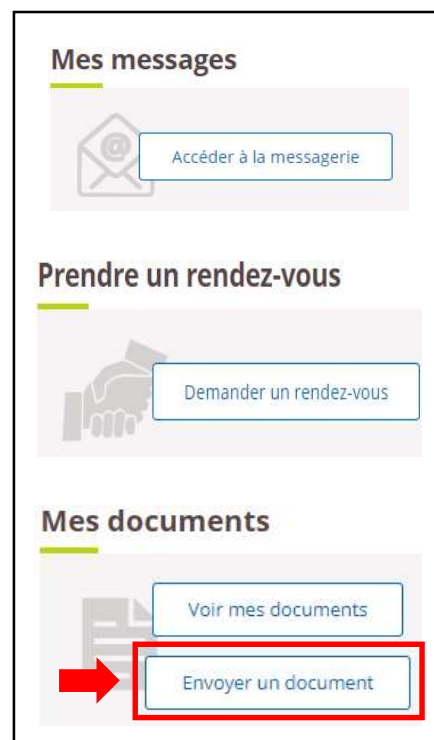 Mes messages
@
Accéder à la messagerie
Prendre un rendez-vous
Demander un rendez-vous
Mes documents
Voir mes documents
Envoyer un document